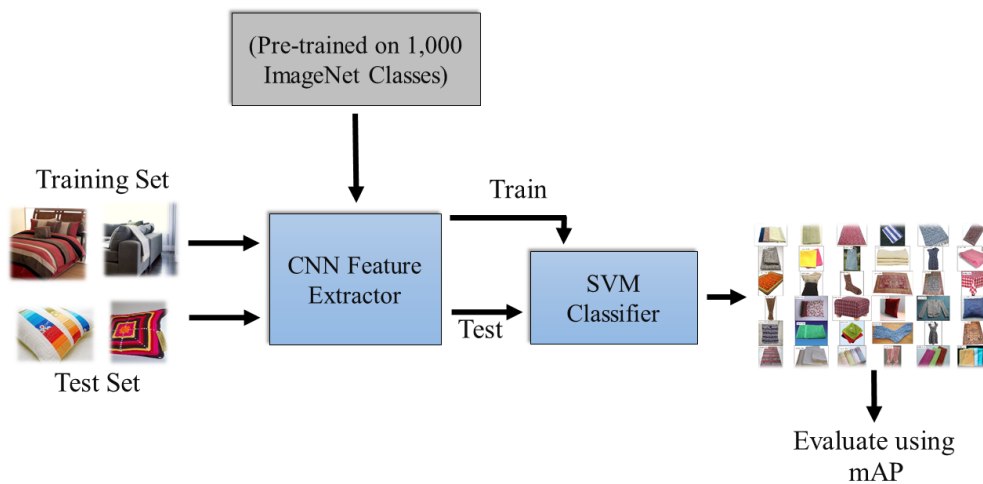 (Pre-trained on 1,000
ImageNet Classes)
Training Set
Train
CNN Feature
Extractor
SVM
Classifier
Test
Test Set
Evaluate using
mAP